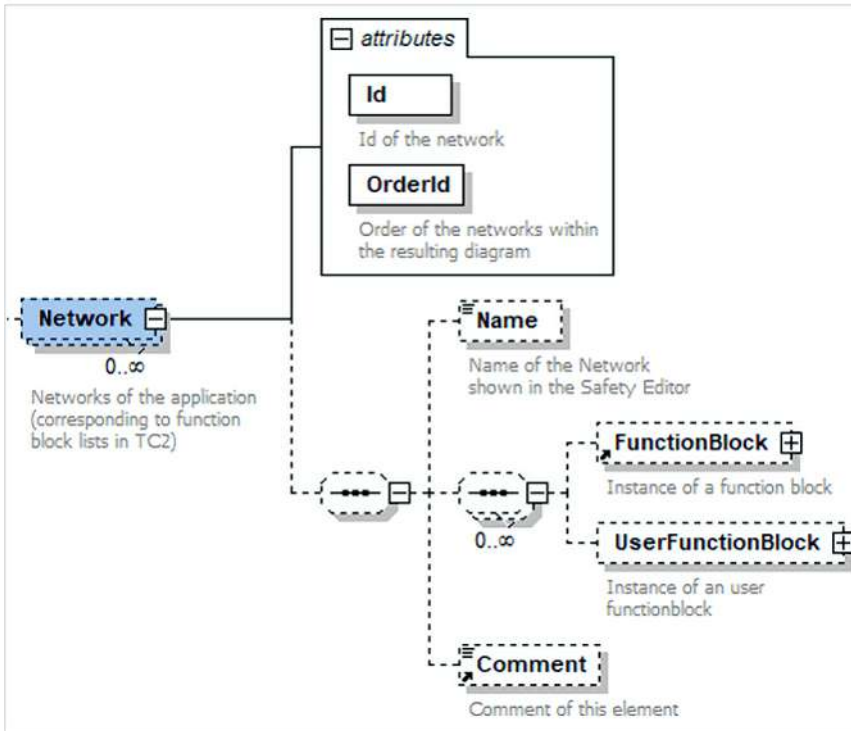 attributes
Id
Id of the network
OrderId
Order of the networks within
the resulting diagram
Network
0..∞
Networks of the application
(corresponding to function
block lists in TC2)
Name
Name of the Network
shown in the Safety Editor
0..∞
FunctionBlock
Instance of a function block
UserFunctionBlock
Instance of an user
functionblock
Comment
Comment of this element